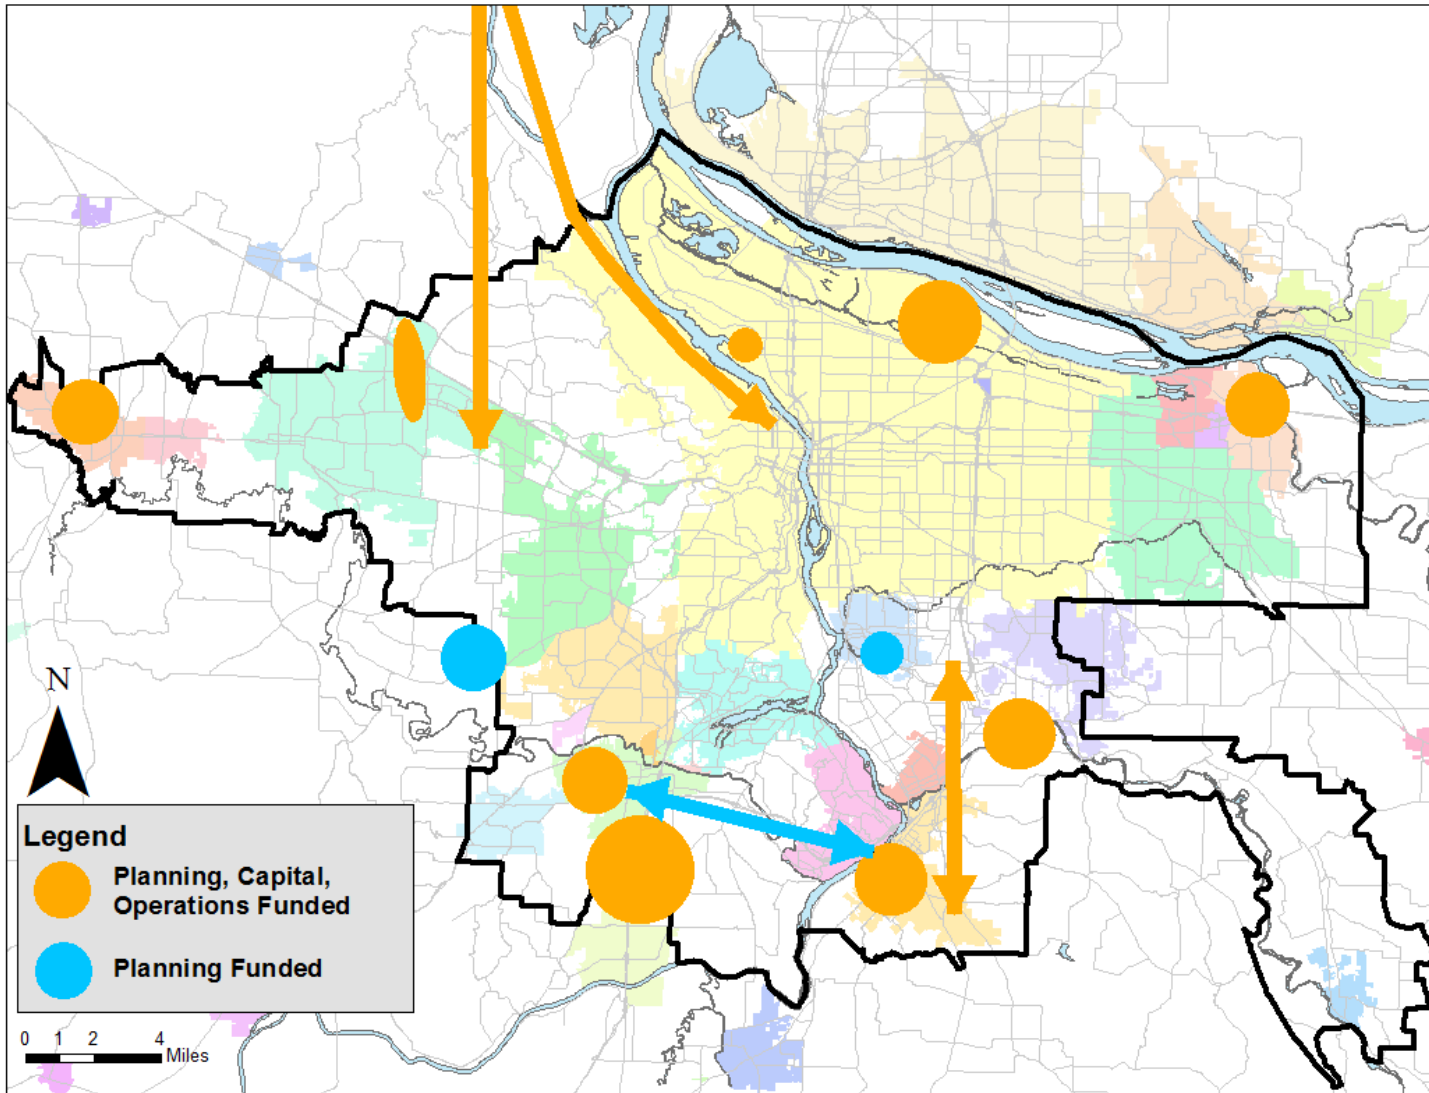 N
Legend
Planning, Capital,
Operations Funded
Planning Funded
0 1 2 4
Miles